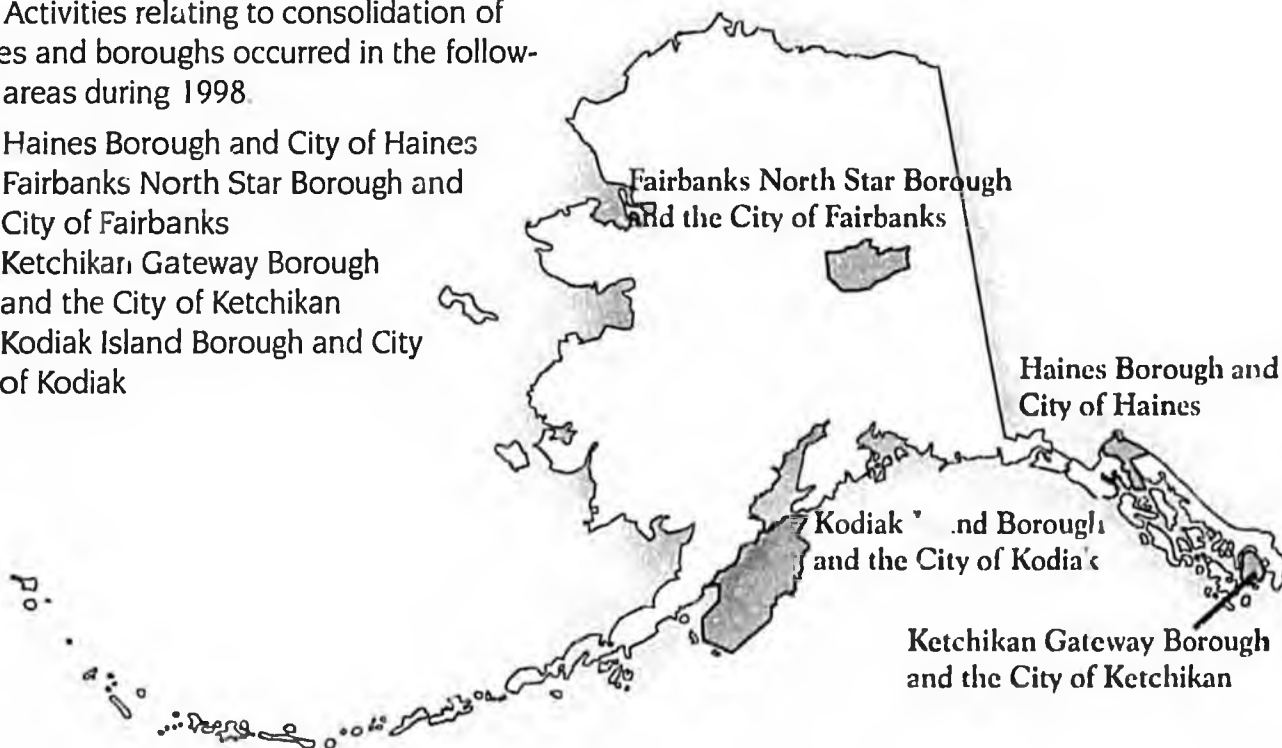 Activities relating to consolidation of
es and boroughs occurred in the follow-
areas during 1998
Haines Borough and City of Haines
Fairbanks North Star Borough and
City of Fairbanks
Ketchikan Gateway Borough
and the City of Ketchikan
Kodiak Island Borough and City
of Kodiak
Fairbanks North Star Borough
and the City of Fairbanks
Haines Borough and
City of Haines
Kodiak nd Borough
and the City of Kodiak
Ketchikan Gateway Borough
and the City of Ketchikan